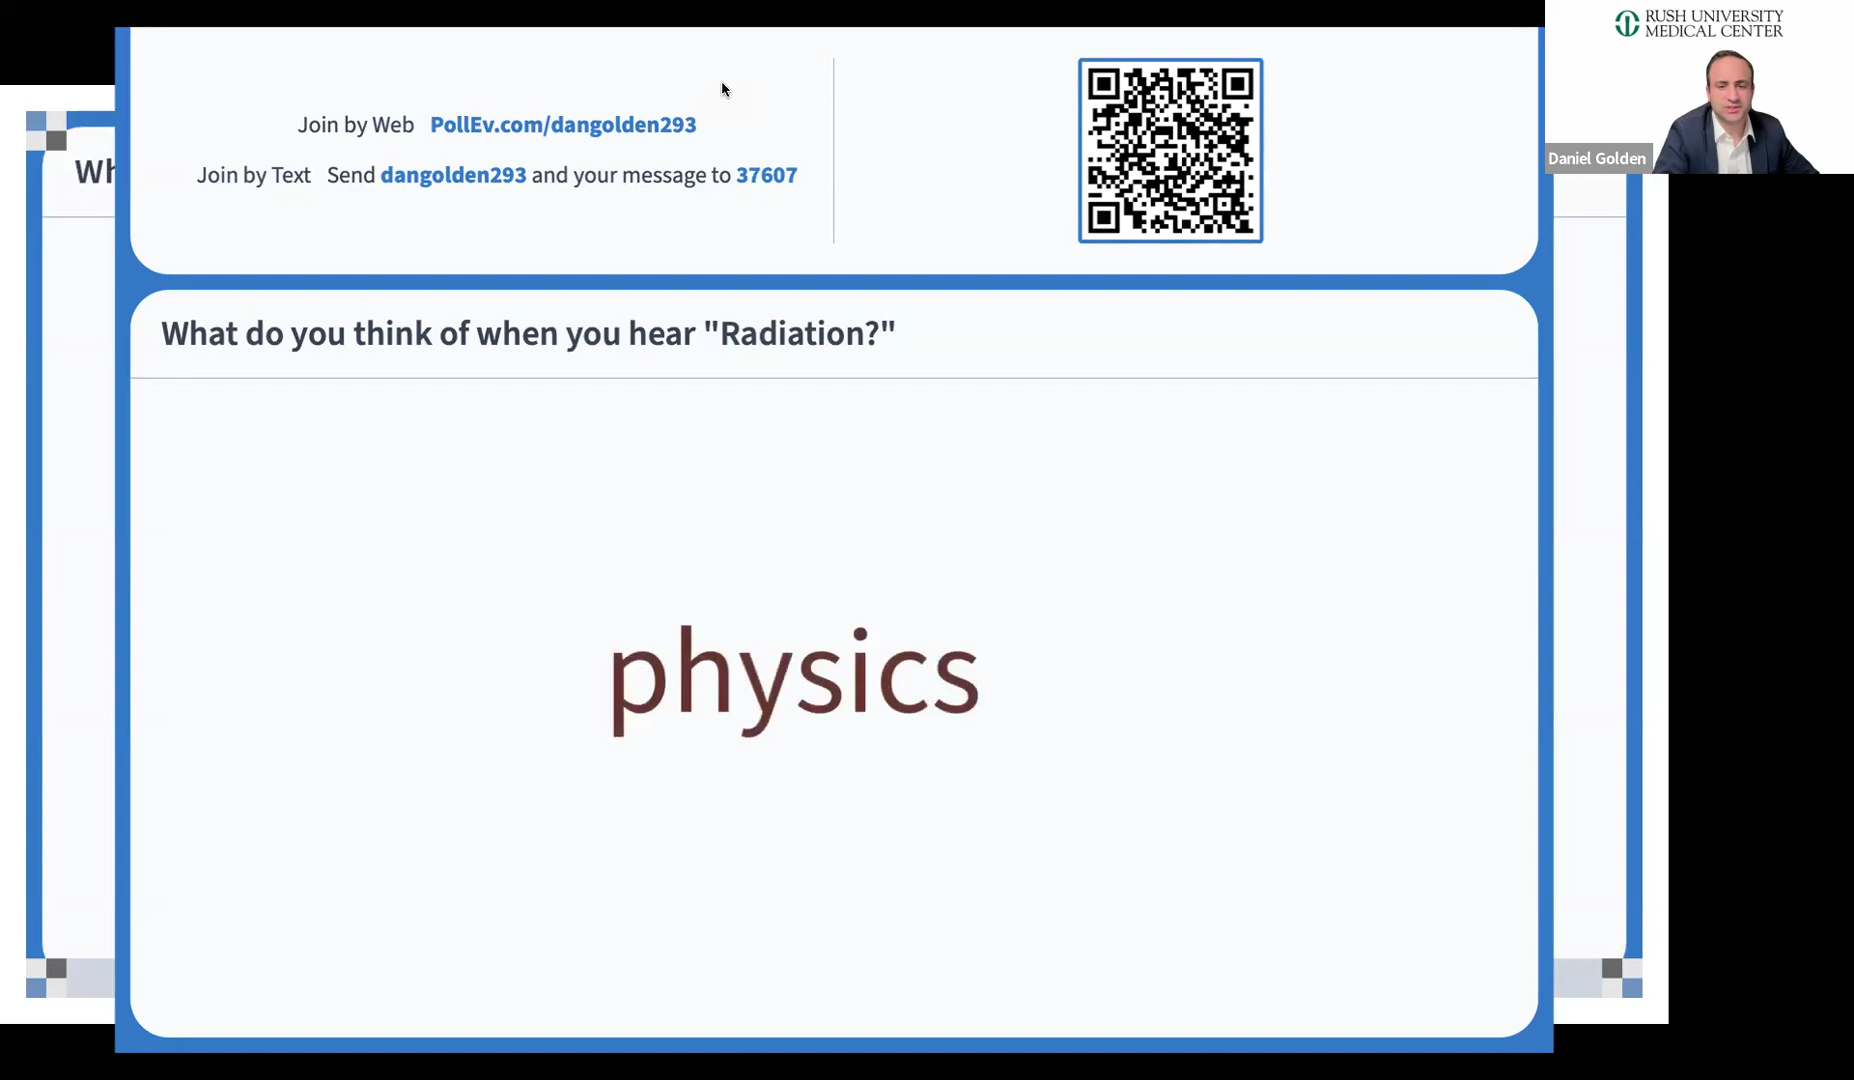 RUSH UNIVERSITY
MEDICAL CENTER
Join by Web PollEv.com/dangolden293
Join by Text Send dangolden293 and your message to 37607
Daniel Golden
Wh
What do you think of when you hear "Radiation?"
physics